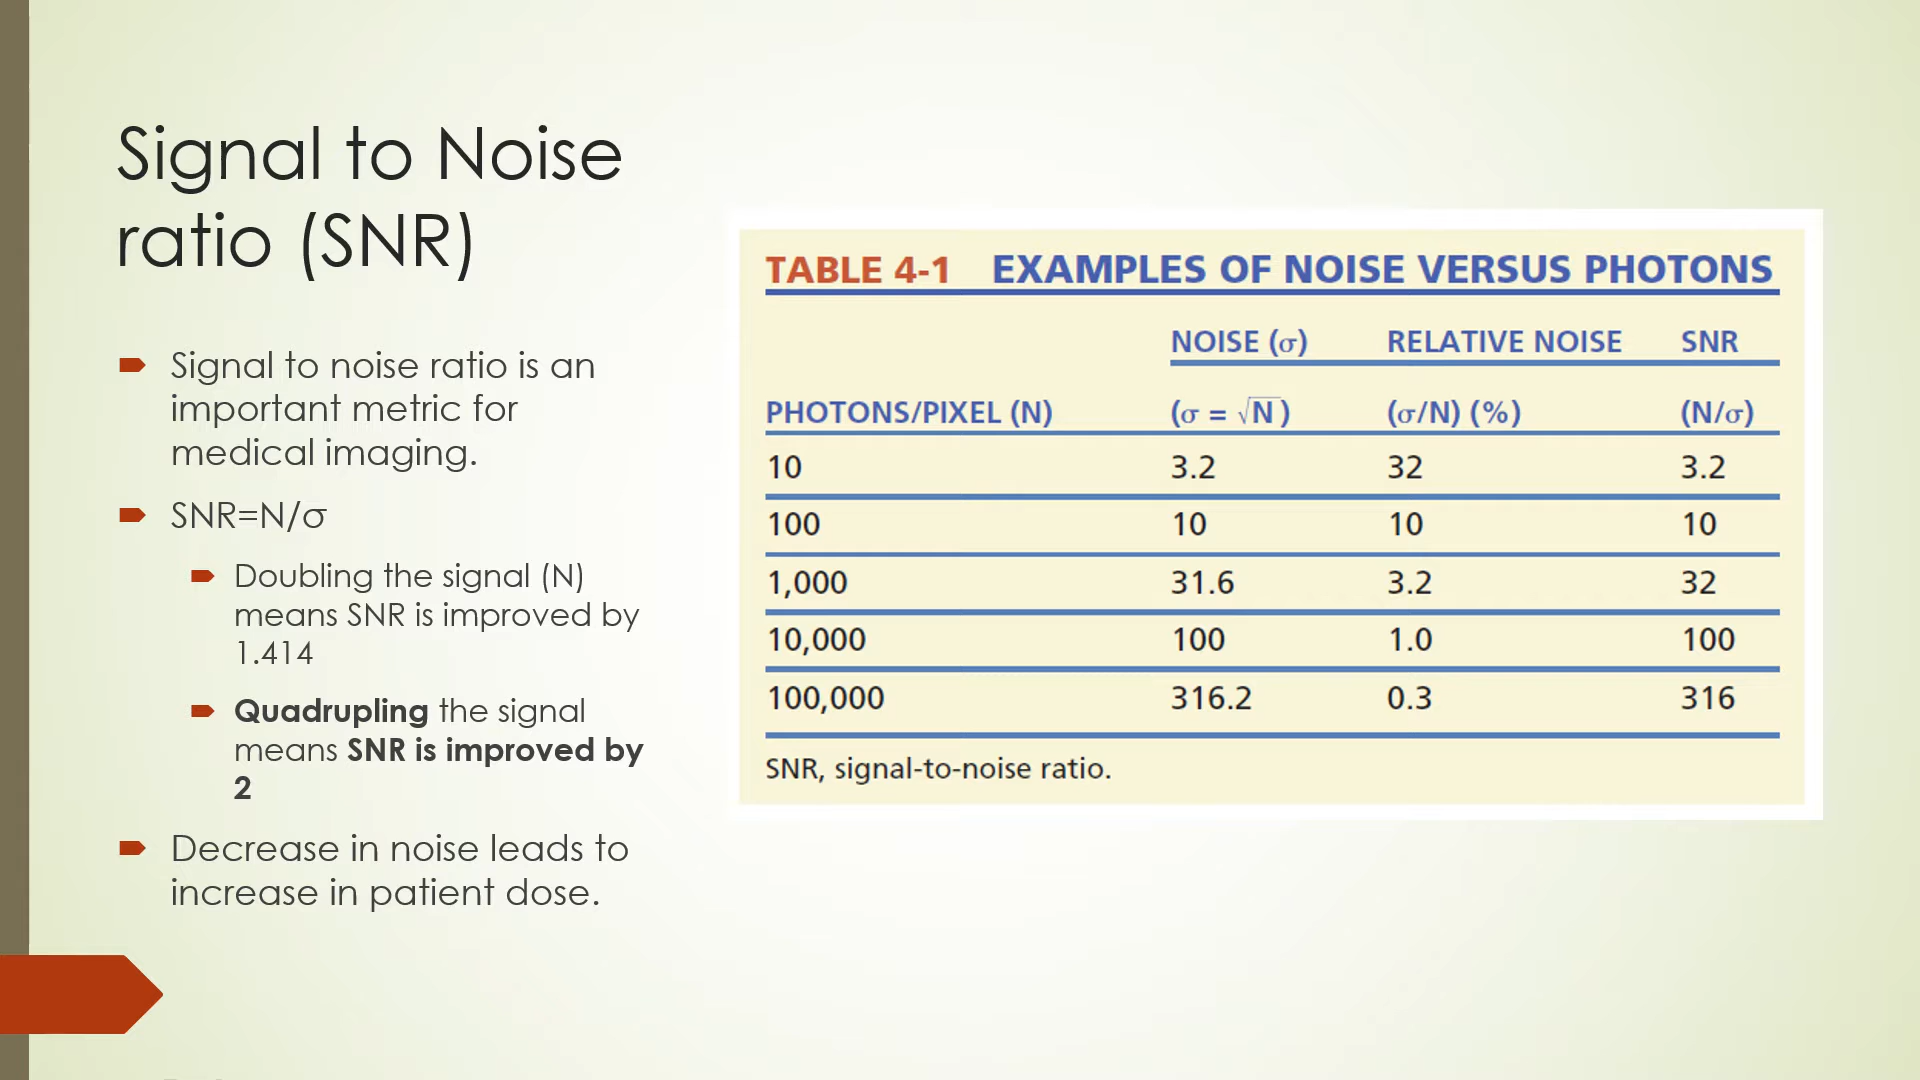 Signal to Noise
ratio (SNR)
Signal to noise ratio is an
important metric for
medical imaging.
SNR=N/σ
Doubling the signal (N)
means SNR is improved by
1.414
Quadrupling the signal
means SNR is improved by
2
Decrease in noise leads to
increase in patient dose.
TABLE 4-1 EXAMPLES OF NOISE VERSUS PHOTONS
NOISE (σ) RELATIVE NOISE SNR
PHOTONS/PIXEL (N) (σ = √N) (σ/N) (%) (N/σ)
10 3.2 32 3.2
100 10 10 10
1,000 31.6 3.2 32
10,000 100 1.0 100
100,000 316.2 0.3 316
SNR, signal-to-noise ratio.